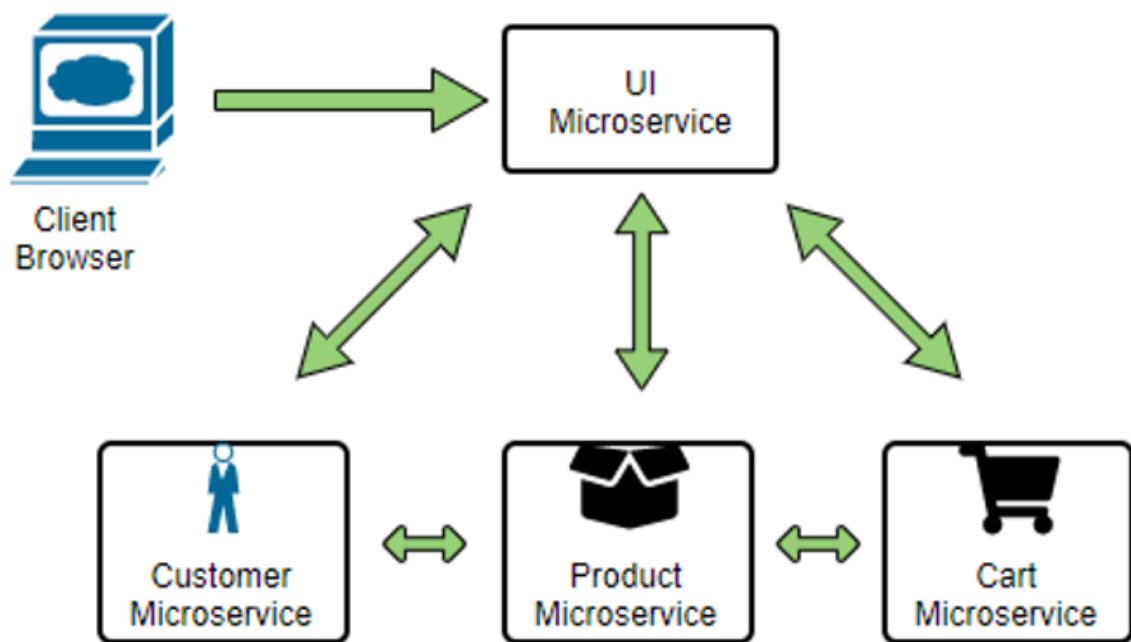 UI
Microservice
Client
Browser
Customer
Microservice
Product
Microservice
Cart
Microservice